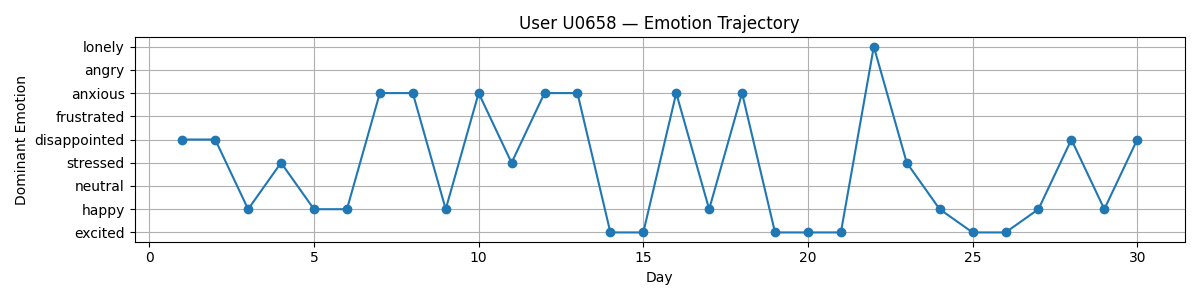 User U0658 — Emotion Trajectory
Dominant Emotion
lonely
angry
anxious
frustrated
disappointed
stressed
neutral
happy
excited
0 5 10 15 20 25 30
Day